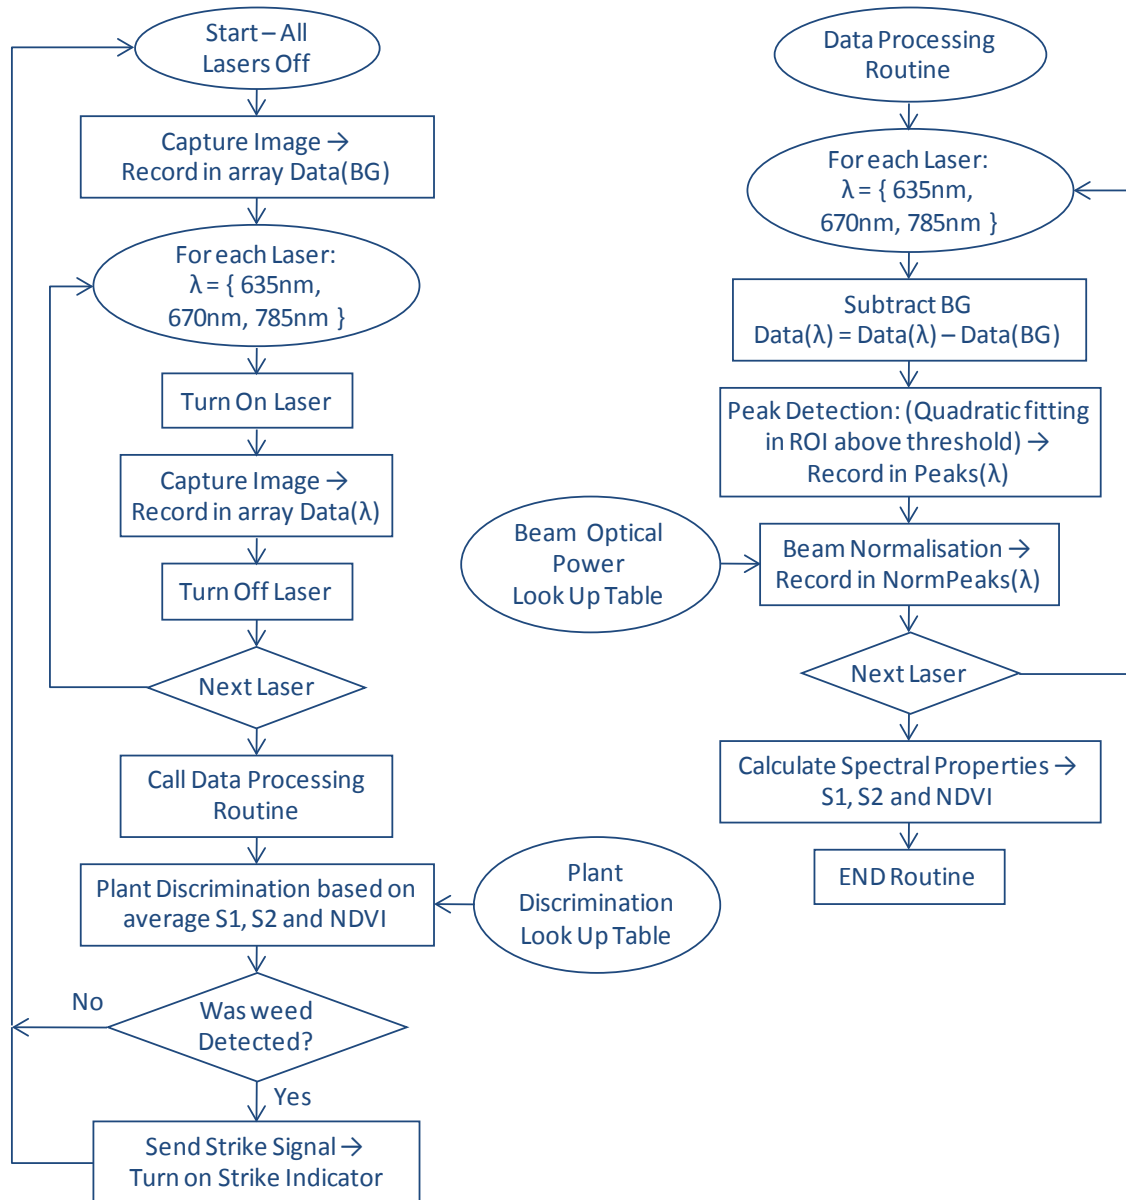 Start – All
Lasers Off
Capture Image →
Record in array Data(BG)
For each Laser:
λ = { 635nm,
670nm, 785nm }
Turn On Laser
Capture Image →
Record in array Data(λ)
Turn Off Laser
Next Laser
Call Data Processing
Routine
Plant Discrimination based on
average S1, S2 and NDVI
Plant
Discrimination
Look Up Table
No
Was weed
Detected?
Yes
Send Strike Signal →
Turn on Strike Indicator
Data Processing
Routine
For each Laser:
λ = { 635nm,
670nm, 785nm }
Subtract BG
Data(λ) = Data(λ) – Data(BG)
Peak Detection: (Quadratic fitting
in ROI above threshold) →
Record in Peaks(λ)
Beam Optical
Power
Look Up Table
Beam Normalisation →
Record in NormPeaks(λ)
Next Laser
Calculate Spectral Properties →
S1, S2 and NDVI
END Routine